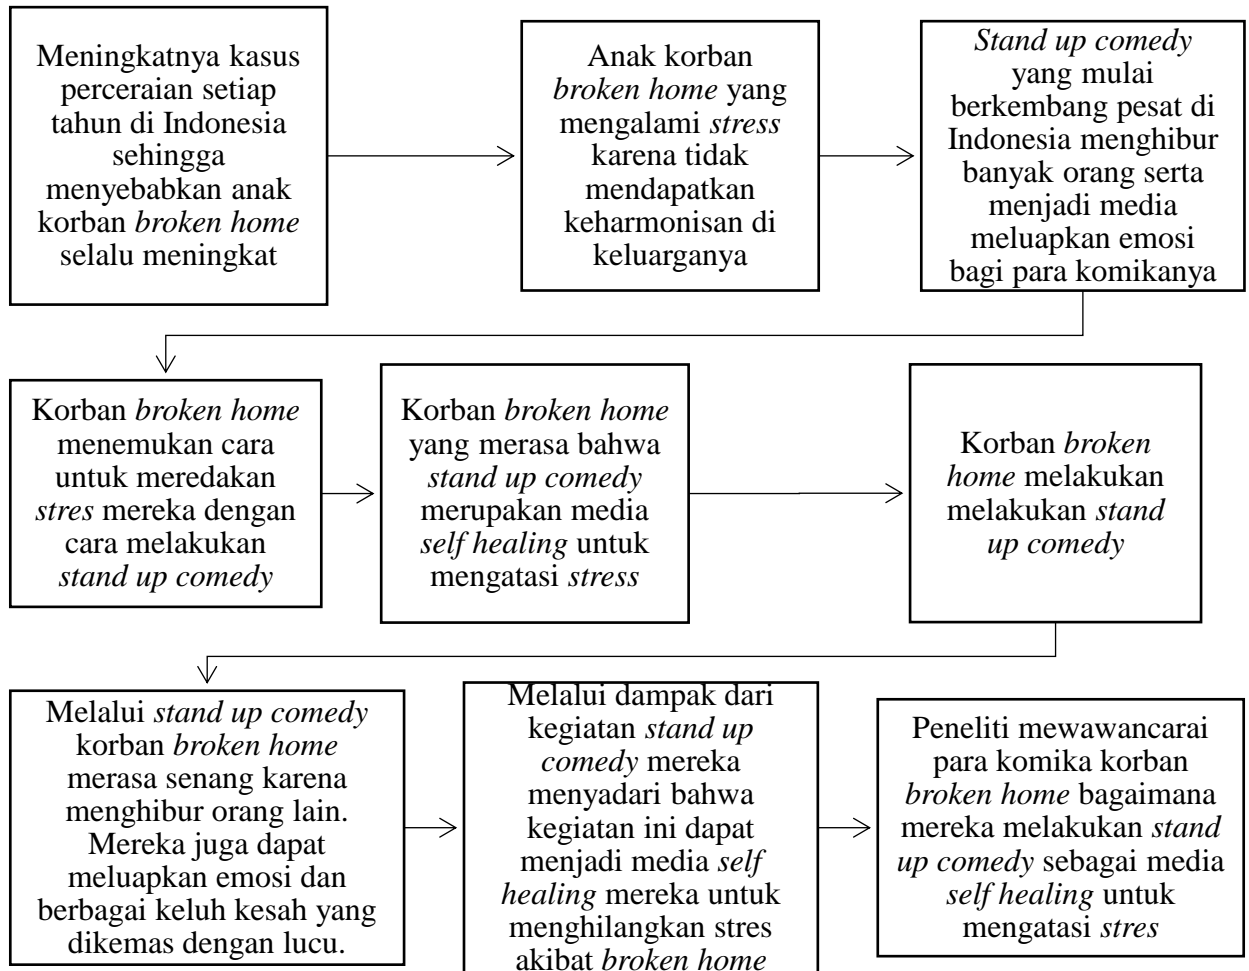 Meningkatnya kasus
perceraian setiap
tahun di Indonesia
sehingga
menyebabkan anak
korban broken home
selalu meningkat
Anak korban
broken home yang
mengalami stress
karena tidak
mendapatkan
keharmonisan di
keluarganya
Stand up comedy
yang mulai
berkembang pesat di
Indonesia menghibur
banyak orang serta
menjadi media
meluapkan emosi
bagi para komikanya
Korban broken home
menemukan cara
untuk meredakan
stres mereka dengan
cara melakukan
stand up comedy
Korban broken home
yang merasa bahwa
stand up comedy
merupakan media
self healing untuk
mengatasi stress
Korban broken
home melakukan
melakukan stand
up comedy
Melalui stand up comedy
korban broken home
merasa senang karena
menghibur orang lain.
Mereka juga dapat
meluapkan emosi dan
berbagai keluh kesah yang
dikemas dengan lucu.
Melalui dampak dari
kegiatan stand up
comedy mereka
menyadari bahwa
kegiatan ini dapat
menjadi media self
healing mereka untuk
menghilangkan stres
akibat broken home
Peneliti mewawancarai
para komika korban
broken home bagaimana
mereka melakukan stand
up comedy sebagai media
self healing untuk
mengatasi stres